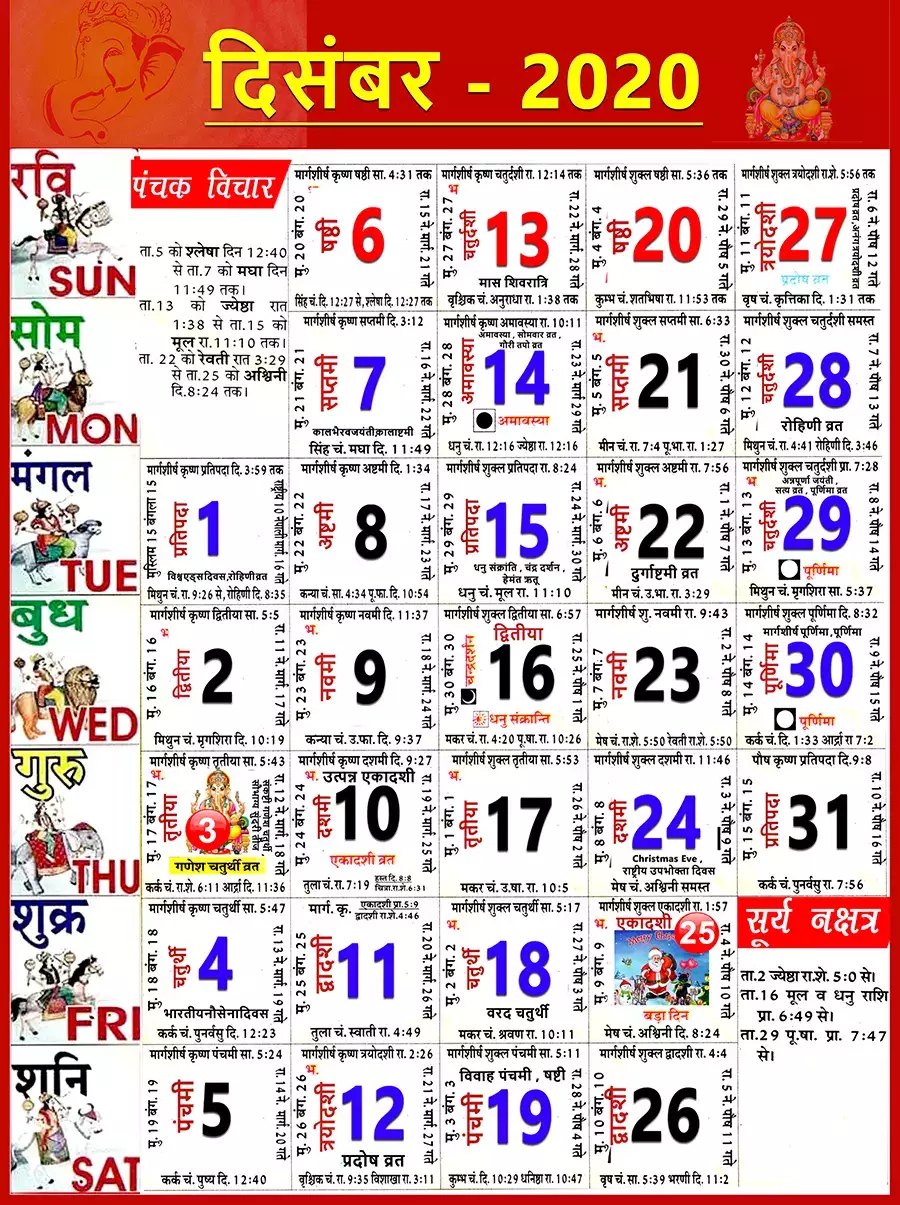 दिसंबर - 2020
रवि
SUN
पंचक विचार
ता.5 को श्लेषा दिन 12:40
से ता.7 को मघा दिन
11:49 तक।
ता.13 को ज्येष्ठा रात
1:38 से ता.15 को
मूल रा.11:10 तक।
ता. 22 को रेवती रात 3:29
से ता.25 को अश्विनी
दि.8:24 तक।
मार्गशीर्ष कृष्ण षष्ठी सा. 4:31 तक
मु. 20 बंग. 20
षष्ठी
6
रा. 15 ने. मार्ग. 21 गते
सिंह चं. दि. 12:27 से, श्लेषा दि. 12:27 तक
मार्गशीर्ष कृष्ण चतुर्दशी रा. 12:14 तक
भ.
मु. 27 बंग. 27
चतुर्दशी
13
रा. 22 ने. मार्ग. 28 गते
मास शिवरात्रि
वृश्चिक चं. अनुराधा रा. 1:38 तक
मार्गशीर्ष शुक्ल षष्ठी सा. 5:36 तक
मु. 4 बंग. 4
षष्ठी
20
रा. 29 ने. पौष 5 गते
कुम्भ चं. शतभिषा रा. 11:53 तक
मार्गशीर्ष शुक्ल त्रयोदशी रा.शे. 5:56 तक
मु. 11 बंग. 11
त्रयोदशी
27
प्रदोष व्रत, अनंग त्रयोदशी व्रत
रा. 6 ने. पौष 12 गते
प्रदोष व्रत
वृष चं. कृत्तिका दि. 1:31 तक
सोम
MON
मार्गशीर्ष कृष्ण सप्तमी दि. 3:12
मु. 21 बंग. 21
सप्तमी
7
रा. 16 ने. मार्ग. 22 गते
कालभैरवजयंती,कालाष्टमी
सिंह चं. मघा दि. 11:49
मार्गशीर्ष कृष्ण अमावस्या रा. 10:11
अमावस्या , सोमवार व्रत ,
गौरी तपो व्रत
मु. 28 बंग. 28
अमावस्या
14
रा. 23 ने. मार्ग. 29 गते
अमावस्या
धनु चं. रा. 12:16 ज्येष्ठा रा. 12:16
मार्गशीर्ष शुक्ल सप्तमी सा. 6:33
भ.
मु. 5 बंग. 5
सप्तमी
21
रा. 30 ने. पौष 6 गते
मीन चं. रा. 7:4 पू.भा. रा. 1:27
मार्गशीर्ष शुक्ल चतुर्दशी समस्त
मु. 12 बंग. 12
चतुर्दशी
28
रा. 7 ने. पौष 13 गते
रोहिणी व्रत
मिथुन चं. रा. 4:41 रोहिणी दि. 3:46
मंगल
TUE
मार्गशीर्ष कृष्ण प्रतिपदा दि. 3:59 तक
मुस्लिम 15 बंगला 15
प्रतिपदा
1
राष्ट्रीय 10 नेपाली मार्ग. 16 गते
विश्वएड्सदिवस,रोहिणीव्रत
मिथुन चं. रा. 9:26 से, रोहिणी दि. 8:35
मार्गशीर्ष कृष्ण अष्टमी दि. 1:34
मु. 22 बंग. 22
अष्टमी
8
रा. 17 ने. मार्ग. 23 गते
कन्या चं. सा. 4:34 पू.फा. दि. 10:54
मार्गशीर्ष शुक्ल प्रतिपदा रा. 8:24
मु. 29 बंग. 29
प्रतिपदा
15
रा. 24 ने. मार्ग. 30 गते
धनु संक्रांति , चंद्र दर्शन ,
हेमंत ऋतू
धनु चं. मूल रा. 11:10
मार्गशीर्ष शुक्ल अष्टमी रा. 7:56
भ.
मु. 6 बंग. 6
अष्टमी
22
रा. 1 ने. पौष 7 गते
दुर्गाष्टमी व्रत
मीन चं. उ.भा. रा. 3:29
मार्गशीर्ष शुक्ल चतुर्दशी प्रा. 7:28
भ.
अन्नपूर्णा जयंती ,
सत्य व्रत , पूर्णिमा व्रत
मु. 13 बंग. 13
चतुर्दशी
29
रा. 8 ने. पौष 14 गते
पूर्णिमा
मिथुन चं. मृगशिरा सा. 5:37
बुध
WED
मार्गशीर्ष कृष्ण द्वितीया सा. 5:5
भ
मु. 16 बंग. 16
द्वितीया
2
रा. 11 ने. मार्ग. 17 गते
मिथुन चं. मृगशिरा दि. 10:19
मार्गशीर्ष कृष्ण नवमी दि. 11:37
भ.
मु. 23 बंग. 23
नवमी
9
रा. 18 ने. मार्ग. 24 गते
कन्या चं. उ.फा. दि. 9:37
मार्गशीर्ष शुक्ल द्वितीया सा. 6:57
द्वितीया
मु. 30 बंग. 30
चन्द्रदर्शन
16
रा. 25 ने. पौष 1 गते
धनु संक्रान्ति
मकर चं. रा. 4:20 पू.षा. रा. 10:26
मार्गशीर्ष शु. नवमी रा. 9:43
मु. 7 बंग. 7
नवमी
23
रा. 2 ने. पौष 8 गते
मेष चं. रा.शे. 5:50 रेवती रा.शे. 5:50
मार्गशीर्ष शुक्ल पूर्णिमा दि. 8:32
मार्गशीर्ष पूर्णिमा ,पूर्णिमा
मु. 14 बंग. 14
पूर्णिमा
30
रा. 9 ने. पौष 15 गते
पूर्णिमा
कर्क चं. दि. 1:33 आर्द्रा रा 7:2
गुरु
THU
मार्गशीर्ष कृष्ण तृतीया सा. 5:43
भ.
मु. 17 बंग. 17
तृतीया
3
संकष्टी गणेश चतुर्थी
सौभाग्य सुंदरी तीज
रा. 12 ने. मार्ग. 18 गते
गणेश चतुर्थी व्रत
कर्क चं. रा.शे. 6:11 आर्द्रा दि. 11:36
मार्गशीर्ष कृष्ण दशमी दि. 9:27
भ. उत्पन्न एकादशी
मु. 24 बंग. 24
दशमी
10
रा. 19 ने. मार्ग. 25 गते
एकादशी व्रत
तुला चं. रा. 7:19 हस्त दि. 8:8
चित्रा.रा.शे.6:31
मार्गशीर्ष शुक्ल तृतीया सा. 5:53
मु. 1 बंग. 1
तृतीया
17
रा. 26 ने. पौष 2 गते
मकर चं. उ.षा. रा. 10:5
मार्गशीर्ष शुक्ल दशमी रा. 11:46
मु. 8 बंग. 8
दशमी
24
रा. 3 ने. पौष 9 गते
Christmas Eve ,
राष्ट्रीय उपभोक्ता दिवस
मेष चं. अश्विनी समस्त
पौष कृष्ण प्रतिपदा दि.9:8
मु. 15 बंग. 15
प्रतिपदा
31
रा. 10 ने. पौष 16 गते
कर्क चं. पुनर्वसु रा. 7:56
शुक्र
FRI
मार्गशीर्ष कृष्ण चतुर्थी सा. 5:47
मु. 18 बंग. 18
चतुर्थी
4
रा. 13 ने. मार्ग. 19 गते
भारतीयनौसेनादिवस
कर्क चं. पुनर्वसु दि. 12:23
मार्ग. कृ. एकादशी प्रा.5:9
द्वादशी रा.शे.4:46
मु. 25 बंग. 25
द्वादशी
11
रा. 20 ने. मार्ग. 26 गते
तुला चं. स्वाती रा. 4:49
मार्गशीर्ष शुक्ल चतुर्थी सा. 5:17
भ.
मु. 2 बंग. 2
चतुर्थी
18
रा. 27 ने. पौष 3 गते
वरद चतुर्थी
मकर चं. श्रवण रा. 10:11
मार्गशीर्ष शुक्ल एकादशी रा. 1:57
भ. एकादशी
मु. 9 बंग. 9
25
रा. 4 ने. पौष 10 गते
बड़ा दिन
मेष चं. अश्विनी दि. 8:24
सूर्य नक्षत्र
ता.2 ज्येष्ठा रा.शे. 5:0 से।
ता.16 मूल व धनु राशि
प्रा. 6:49 से।
ता.29 पू.षा. प्रा. 7:47
से।
शनि
SAT
मार्गशीर्ष कृष्ण पंचमी सा. 5:24
मु. 19 बंग. 19
पंचमी
5
रा. 14 ने. मार्ग. 20 गते
कर्क चं. पुष्य दि. 12:40
मार्गशीर्ष कृष्ण त्रयोदशी रा. 2:26
भ.
मु. 26 बंग. 26
त्रयोदशी
12
रा. 21 ने. मार्ग. 27 गते
प्रदोष व्रत
वृश्चिक चं. रा. 9:35 विशाखा रा. 3:11
मार्गशीर्ष शुक्ल पंचमी सा. 5:11
विवाह पंचमी , षष्टी
मु. 3 बंग. 3
पंचमी
19
रा. 28 ने. पौष 4 गते
कुम्भ चं. दि. 10:29 धनिष्ठा रा. 10:47
मार्गशीर्ष शुक्ल द्वादशी रा. 4:4
मु. 10 बंग. 10
द्वादशी
26
रा. 5 ने. पौष 11 गते
वृष चं. सा. 5:39 भरणी दि. 11:2